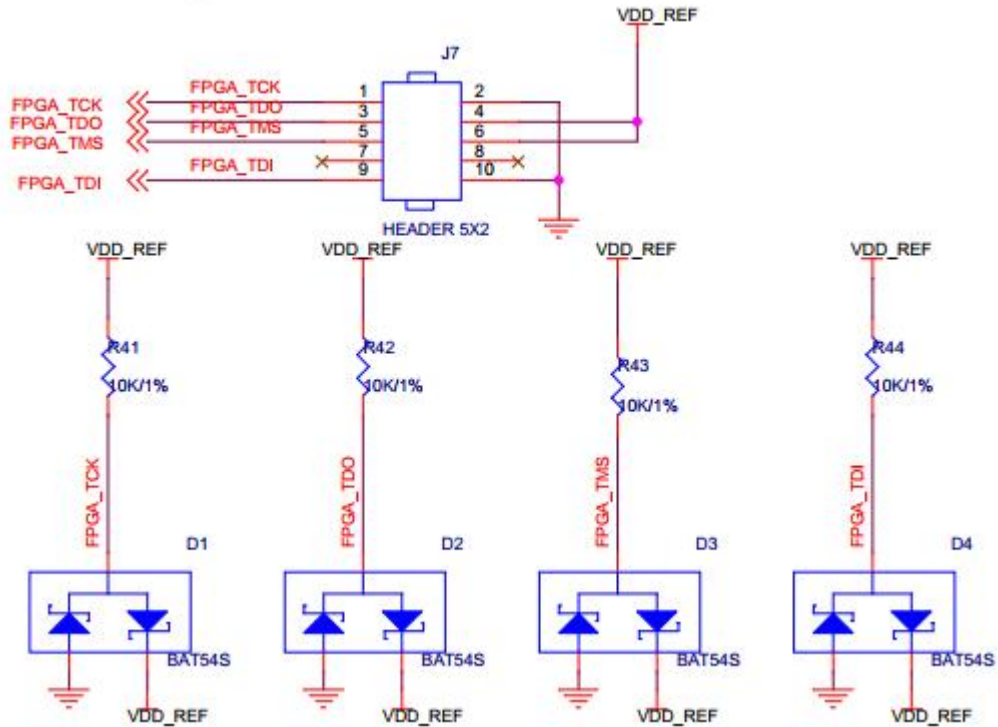 VDD_REF
J7
FPGA_TCK FPGA_TCK 1 2
FPGA_TDO FPGA_TDO 3 4
FPGA_TMS FPGA_TMS 5 6
7 8
FPGA_TDI FPGA_TDI 9 10
HEADER 5X2
VDD_REF VDD_REF VDD_REF VDD_REF
R41 R42 R43 R44
10K/1% 10K/1% 10K/1% 10K/1%
FPGA_TCK FPGA_TDO FPGA_TMS FPGA_TDI
D1 D2 D3 D4
BAT54S BAT54S BAT54S BAT54S
VDD_REF VDD_REF VDD_REF VDD_REF